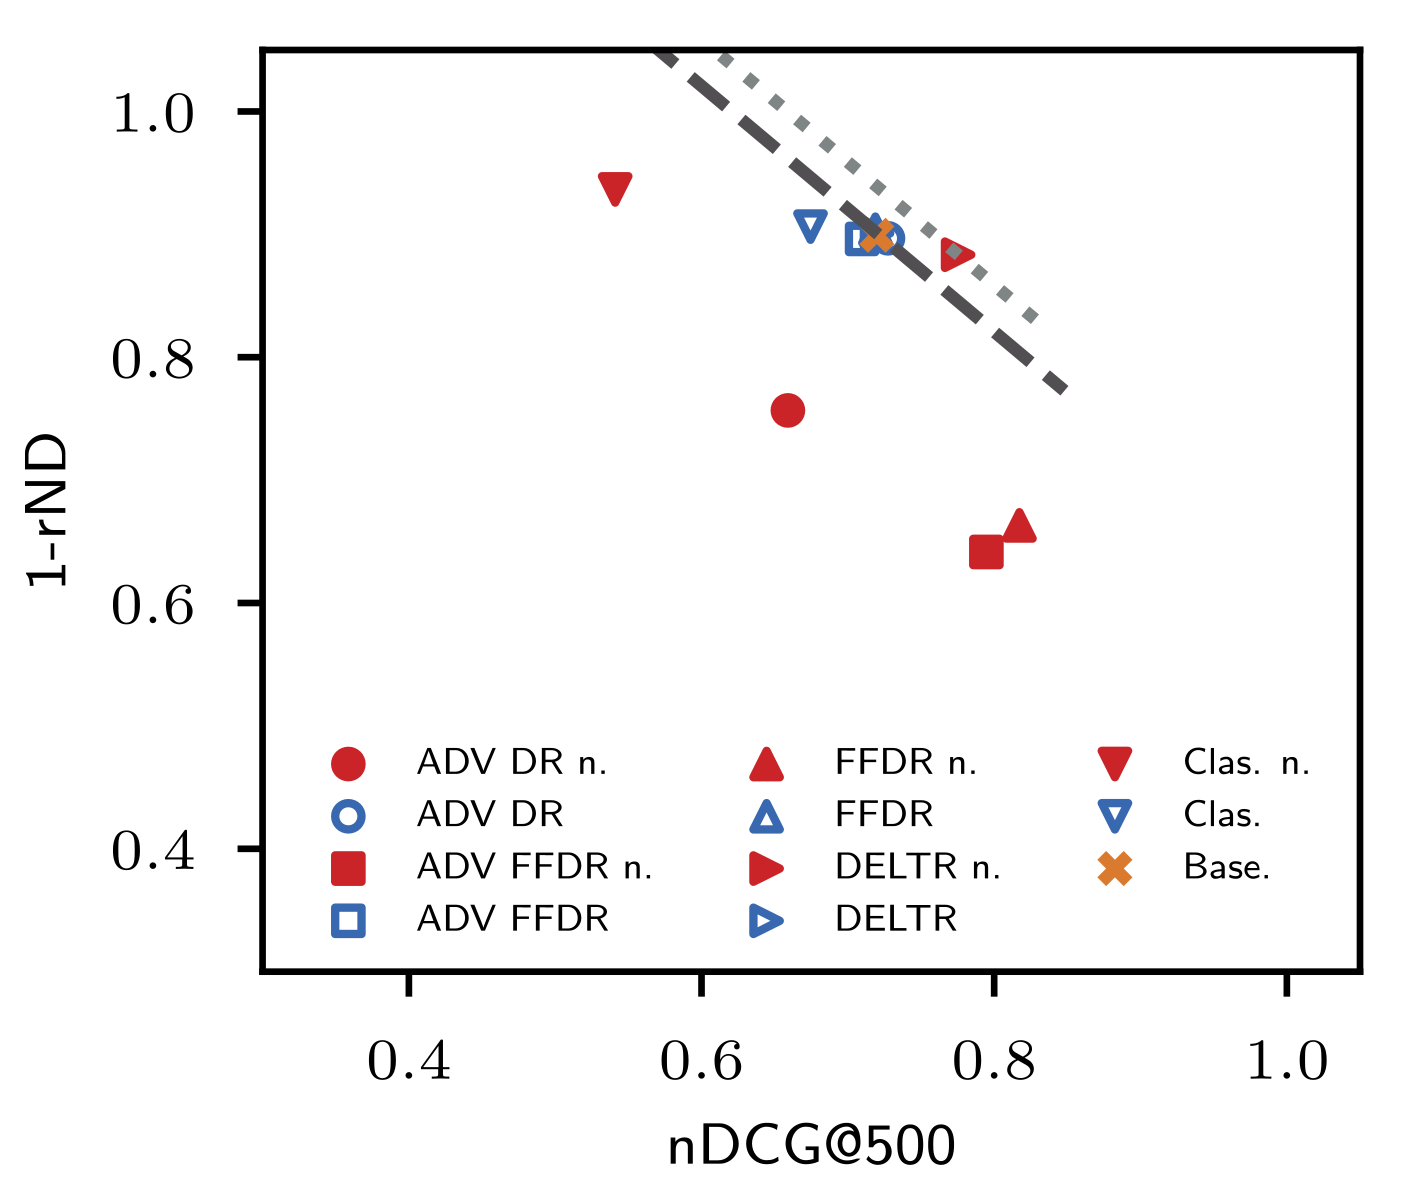 1.0
0.8
0.6
0.4
1-rND
ADV DR n.
ADV DR
ADV FFDR n.
ADV FFDR
FFDR n.
FFDR
DELTR n.
DELTR
Clas. n.
Clas.
Base.
0.4 0.6 0.8 1.0
nDCG@500